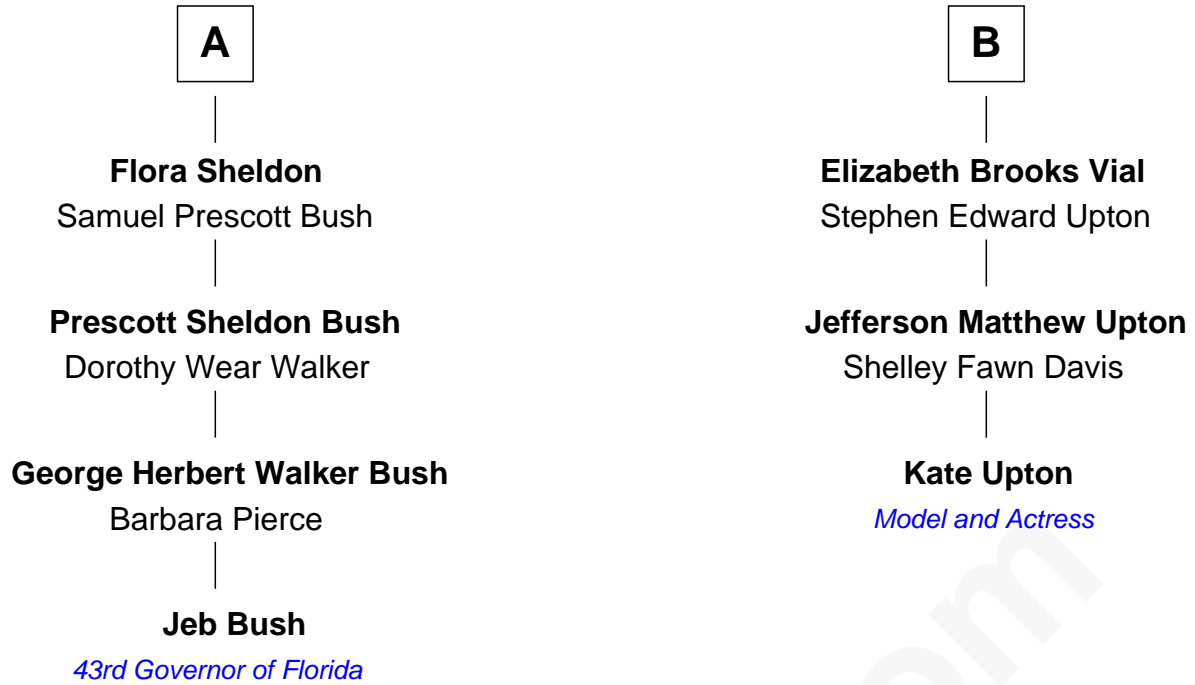 A
Flora Sheldon
Samuel Prescott Bush
Prescott Sheldon Bush
Dorothy Wear Walker
George Herbert Walker Bush
Barbara Pierce
Jeb Bush
43rd Governor of Florida
B
Elizabeth Brooks Vial
Stephen Edward Upton
Jefferson Matthew Upton
Shelley Fawn Davis
Kate Upton
Model and Actress
om